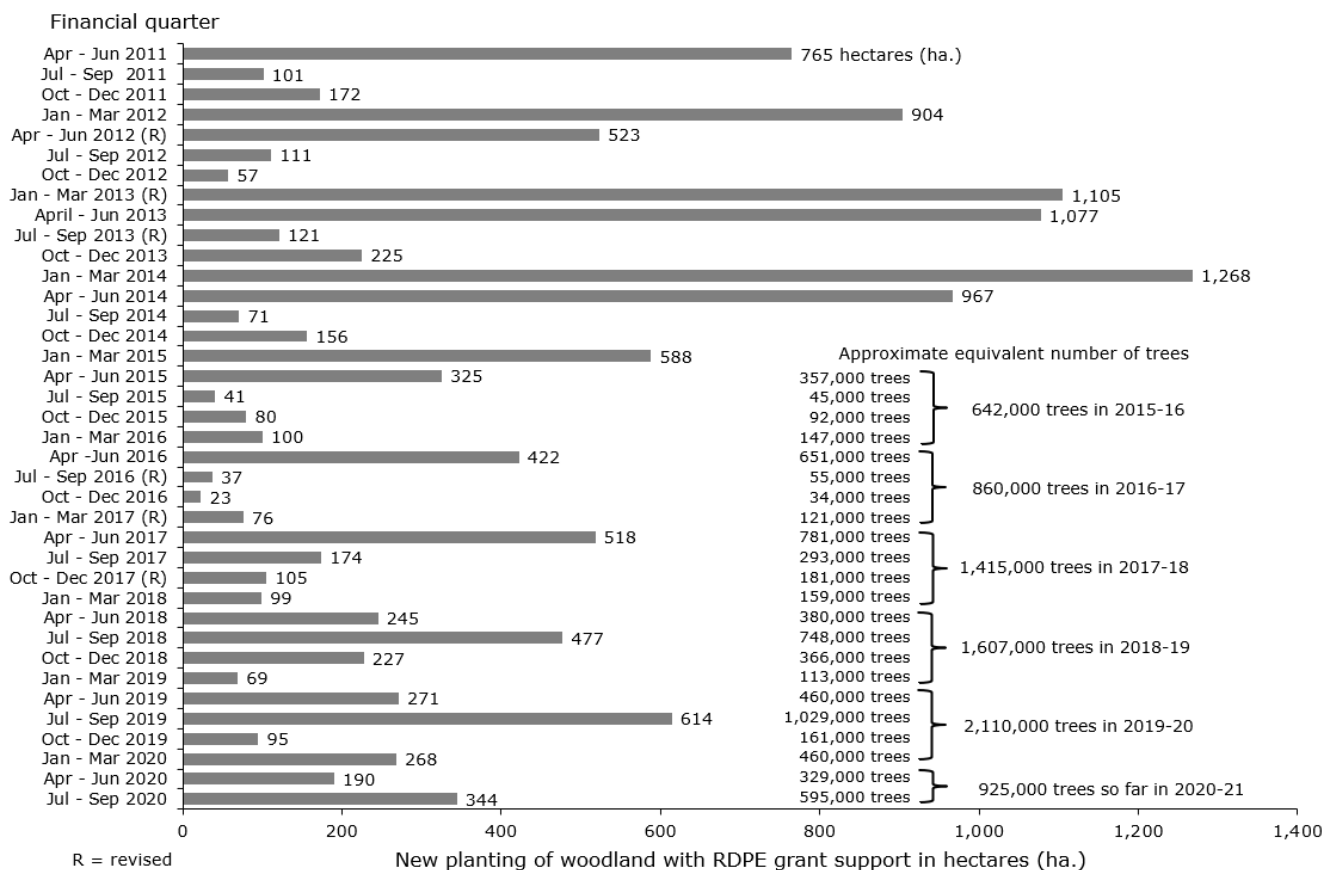 Financial quarter
Apr - Jun 2011 765 hectares (ha.)
Jul - Sep 2011 101
Oct - Dec 2011 172
Jan - Mar 2012 904
Apr - Jun 2012 (R) 523
Jul - Sep 2012 111
Oct - Dec 2012 57
Jan - Mar 2013 (R) 1,105
April - Jun 2013 1,077
Jul - Sep 2013 (R) 121
Oct - Dec 2013 225
Jan - Mar 2014 1,268
Apr - Jun 2014 967
Jul - Sep 2014 71
Oct - Dec 2014 156
Jan - Mar 2015 588 Approximate equivalent number of trees
Apr - Jun 2015 325 357,000 trees
Jul - Sep 2015 41 45,000 trees
642,000 trees in 2015-16
Oct - Dec 2015 80 92,000 trees
Jan - Mar 2016 100 147,000 trees
Apr -Jun 2016 422 651,000 trees
Jul - Sep 2016 (R) 37 55,000 trees
860,000 trees in 2016-17
Oct - Dec 2016 23 34,000 trees
Jan - Mar 2017 (R) 76 121,000 trees
Apr - Jun 2017 518 781,000 trees
Jul - Sep 2017 174 293,000 trees
1,415,000 trees in 2017-18
Oct - Dec 2017 (R) 105 181,000 trees
Jan - Mar 2018 99 159,000 trees
Apr - Jun 2018 245 380,000 trees
Jul - Sep 2018 477 748,000 trees
1,607,000 trees in 2018-19
Oct - Dec 2018 227 366,000 trees
Jan - Mar 2019 69 113,000 trees
Apr - Jun 2019 271 460,000 trees
Jul - Sep 2019 614 1,029,000 trees
2,110,000 trees in 2019-20
Oct - Dec 2019 95 161,000 trees
Jan - Mar 2020 268 460,000 trees
Apr - Jun 2020 190 329,000 trees
925,000 trees so far in 2020-21
Jul - Sep 2020 344 595,000 trees
0 200 400 600 800 1,000 1,200 1,400
R = revised New planting of woodland with RDPE grant support in hectares (ha.)